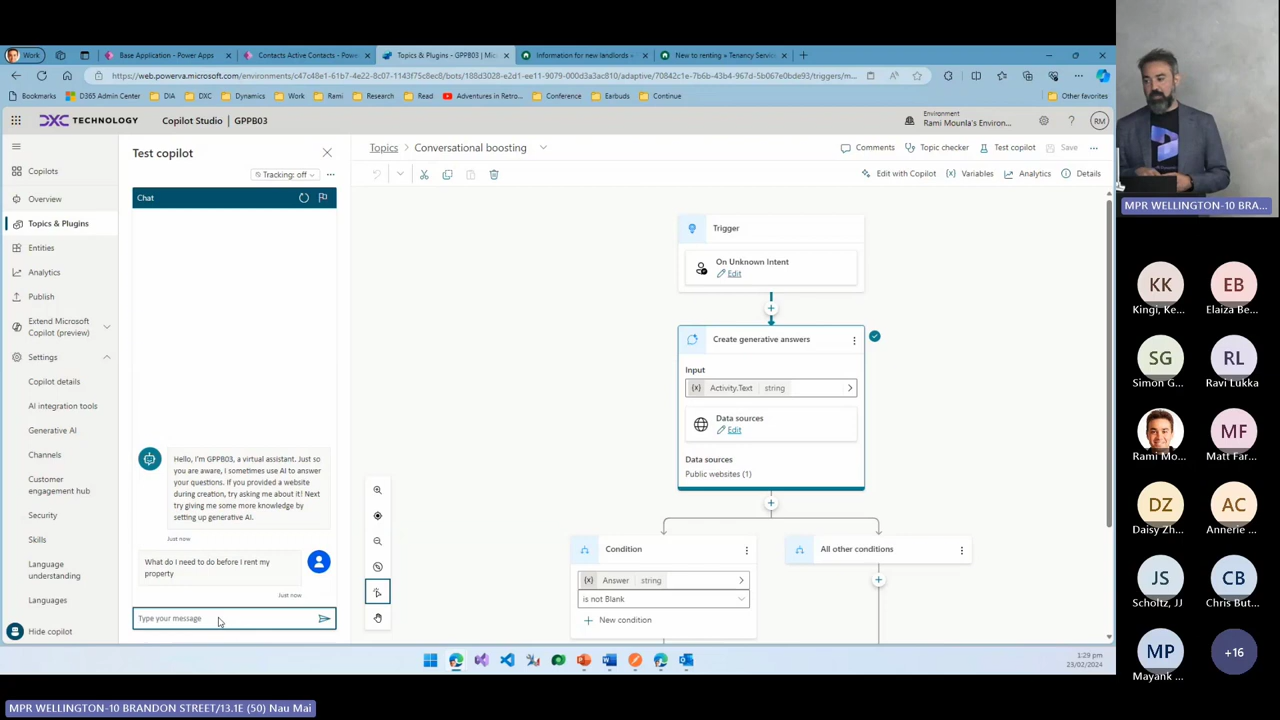 Work
Base Application - Power Apps
Contacts Active Contacts - Powe
Topics & Plugins - GPPB03 | Mic
Information for new landlords »
New to renting » Tenancy Servic
Bookmarks
D365 Admin Center
DIA
DXC
Dynamics
Work
Rami
Research
Read
Adventures in Retro...
Conference
Earbuds
Continue
Other favorites
DXC TECHNOLOGY
Copilot Studio
GPPB03
Environment
Rami Mounla's Environ...
RM
Copilots
Overview
Topics & Plugins
Entities
Analytics
Publish
Extend Microsoft
Copilot (preview)
Settings
Copilot details
AI integration tools
Generative AI
Channels
Customer
engagement hub
Security
Skills
Language
understanding
Languages
Hide copilot
Test copilot
Tracking: off
Chat
Hello, I'm GPPB03, a virtual assistant. Just so
you are aware, I sometimes use AI to answer
your questions. If you provided a website
during creation, try asking me about it! Next
try giving me some more knowledge by
setting up generative AI.
Just now
What do I need to do before I rent my
property
Just now
Type your message
Topics > Conversational boosting
Comments
Topic checker
Test copilot
Save
Edit with Copilot
{x} Variables
Analytics
Details
Trigger
On Unknown Intent
Edit
Create generative answers
Input
{x} Activity.Text string
Data sources
Edit
Data sources
Public websites (1)
Condition
{x} Answer string
is not Blank
New condition
All other conditions
1:29 pm
23/02/2024
MPR WELLINGTON-10 BRA...
KK
Kingi, Ke...
EB
Elaiza Be...
SG
Simon G...
RL
Ravi Lukka
Rami Mo...
MF
Matt Far...
DZ
Daisy Zh...
AC
Annerie ...
JS
Scholtz, JJ
CB
Chris But...
MP
Mayank ...
+16
MPR WELLINGTON-10 BRANDON STREET/13.1E (50) Nau Mai